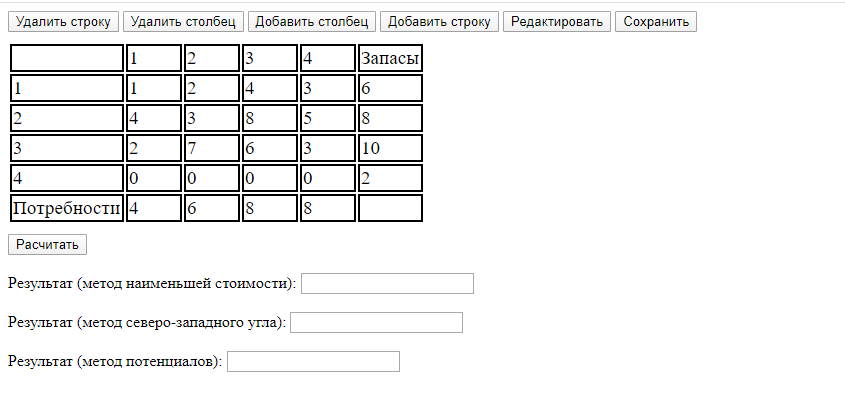 Удалить строку Удалить столбец Добавить столбец Добавить строку Редактировать Сохранить
1 2 3 4 Запасы
1 1 2 4 3 6
2 4 3 8 5 8
3 2 7 6 3 10
4 0 0 0 0 2
Потребности 4 6 8 8
Расчитать
Результат (метод наименьшей стоимости):
Результат (метод северо-западного угла):
Результат (метод потенциалов):